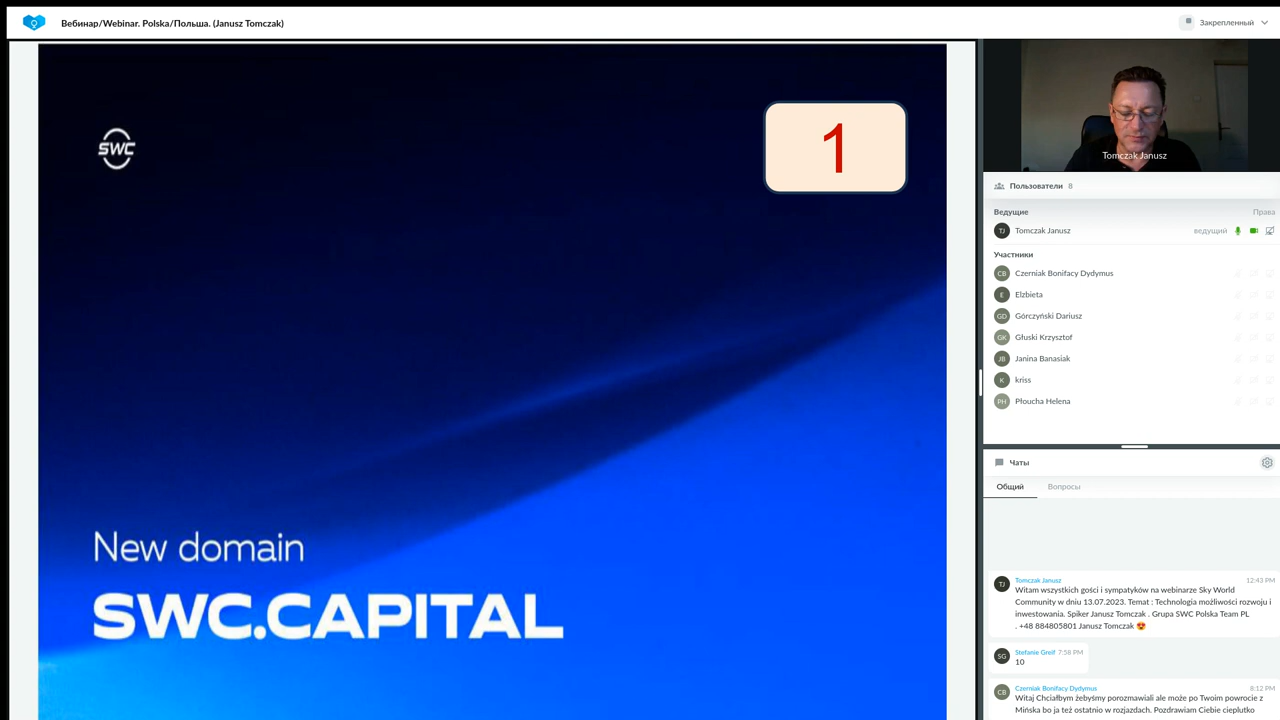 Вебинар/Webinar. Polska/Польша. (Janusz Tomczak)
Закрепленный
SWC
1
New domain
SWC.CAPITAL
Tomczak Janusz
Пользователи 8
Ведущие
Права
TJ Tomczak Janusz ведущий
Участники
CB Czerniak Bonifacy Dydymus
E Elzbieta
GD Górczyński Dariusz
GK Głuski Krzysztof
JB Janina Banasiak
K kriss
PH Płoucha Helena
Чаты
Общий Вопросы
TJ Tomczak Janusz 12:43 PM
Witam wszystkich gości i sympatyków na webinarze Sky World
Community w dniu 13.07.2023. Temat : Technologia możliwości rozwoju i
inwestowania. Spiker Janusz Tomczak . Grupa SWC Polska Team PL
. +48 884805801 Janusz Tomczak 😍
SG Stefanie Greif 7:58 PM
10
CB Czerniak Bonifacy Dydymus 8:12 PM
Witaj Chciałbym żebyśmy porozmawiali ale może po Twoim powrocie z
Mińska bo ja też ostatnio w rozjazdach. Pozdrawiam Ciebie cieplutko